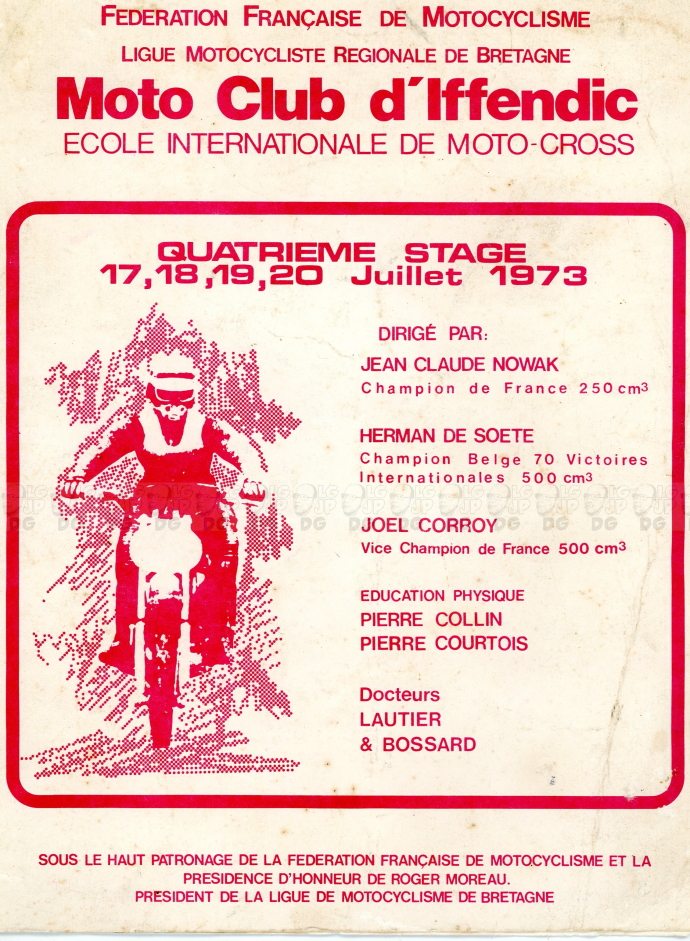 FEDERATION FRANÇAISE DE MOTOCYCLISME
LIGUE MOTOCYCLISTE REGIONALE DE BRETAGNE
Moto Club d'Iffendic
ECOLE INTERNATIONALE DE MOTO-CROSS
QUATRIEME STAGE
17,18,19,20 Juillet 1973
DIRIGÉ PAR:
JEAN CLAUDE NOWAK
Champion de France 250 cm³
HERMAN DE SOETE
Champion Belge 70 Victoires
Internationales 500 cm³
JOEL CORROY
Vice Champion de France 500 cm³
EDUCATION PHYSIQUE
PIERRE COLLIN
PIERRE COURTOIS
Docteurs
LAUTIER
& BOSSARD
SOUS LE HAUT PATRONAGE DE LA FEDERATION FRANÇAISE DE MOTOCYCLISME ET LA
PRESIDENCE D'HONNEUR DE ROGER MOREAU.
PRÉSIDENT DE LA LIGUE DE MOTOCYCLISME DE BRETAGNE